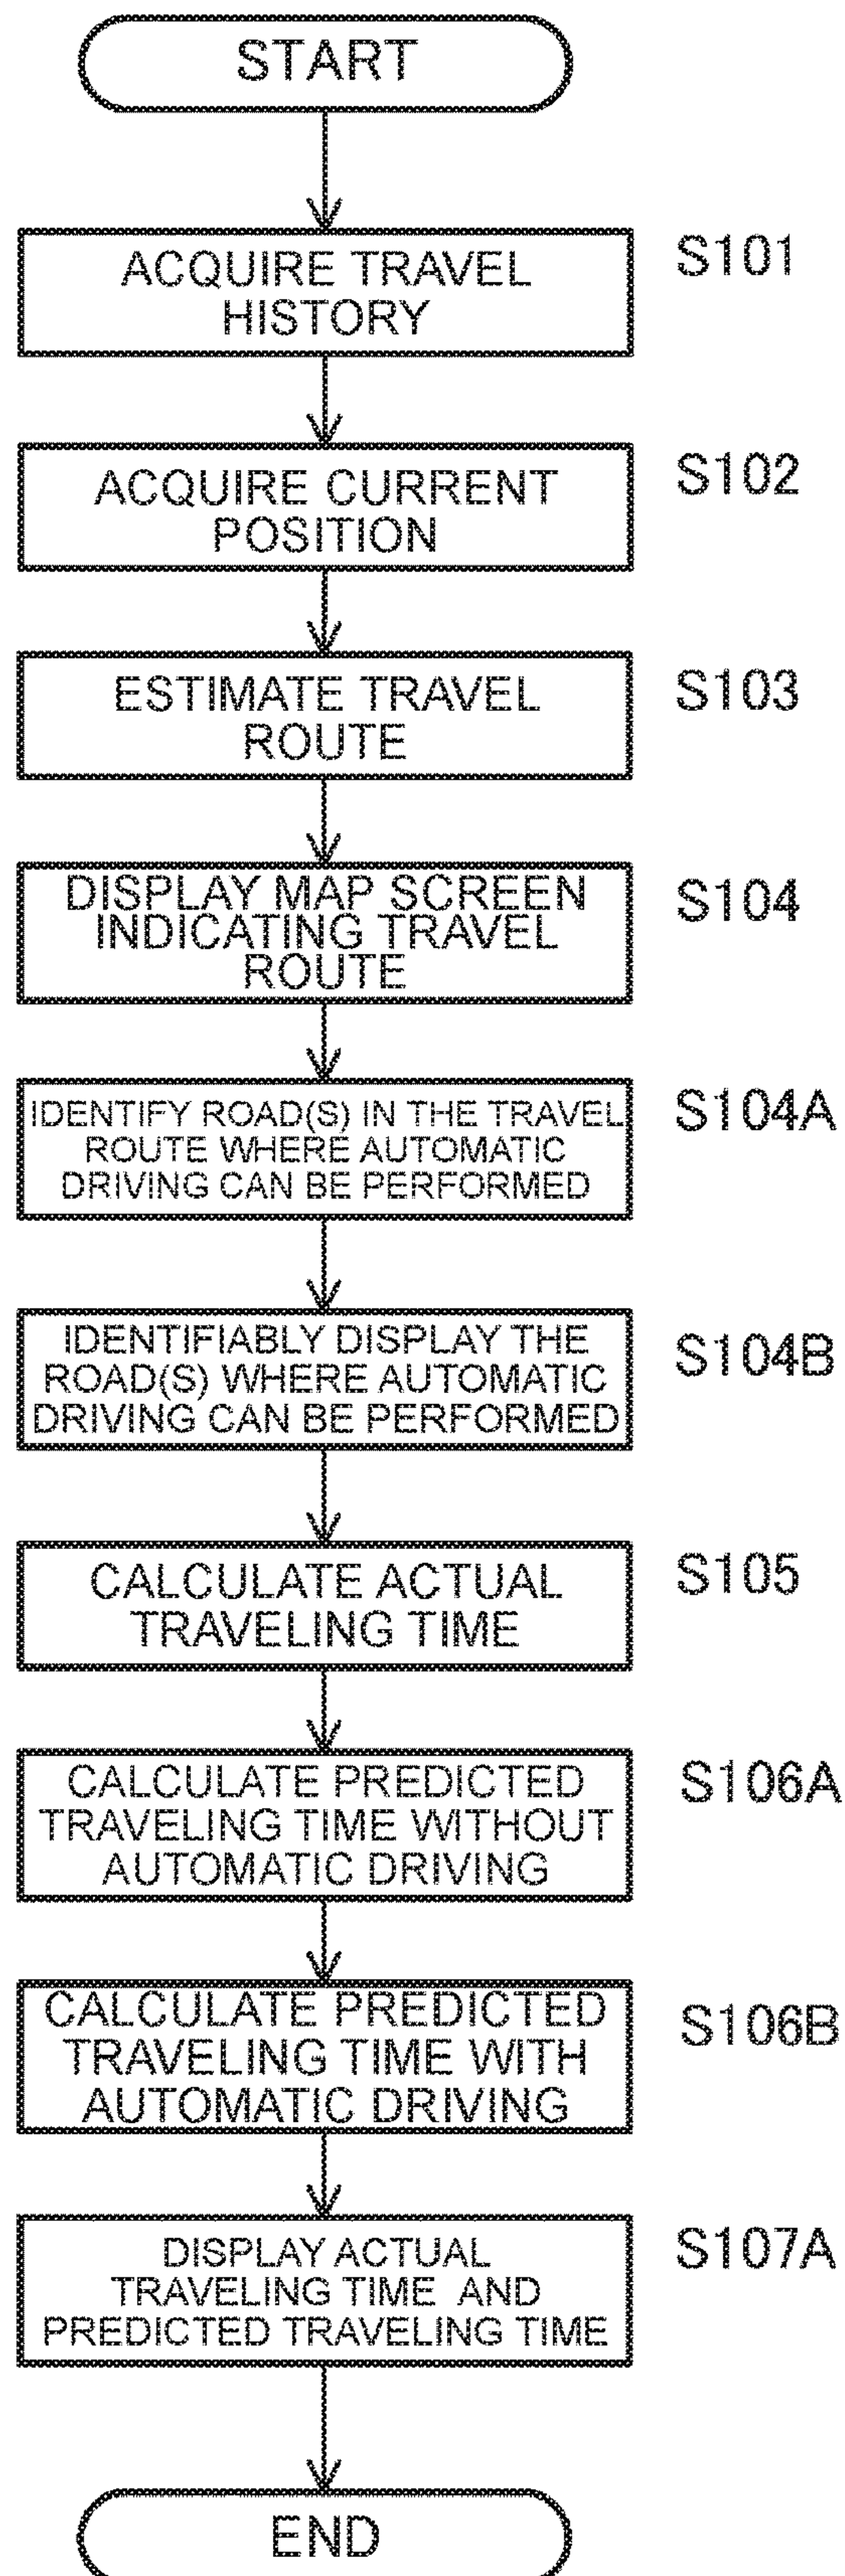 START
ACQUIRE TRAVEL
HISTORY
S101
ACQUIRE CURRENT
POSITION
S102
ESTIMATE TRAVEL
ROUTE
S103
DISPLAY MAP SCREEN
INDICATING TRAVEL
ROUTE
S104
IDENTIFY ROAD(S) IN THE TRAVEL
ROUTE WHERE AUTOMATIC
DRIVING CAN BE PERFORMED
S104A
IDENTIFIABLY DISPLAY THE
ROAD(S) WHERE AUTOMATIC
DRIVING CAN BE PERFORMED
S104B
CALCULATE ACTUAL
TRAVELING TIME
S105
CALCULATE PREDICTED
TRAVELING TIME WITHOUT
AUTOMATIC DRIVING
S106A
CALCULATE PREDICTED
TRAVELING TIME WITH
AUTOMATIC DRIVING
S106B
DISPLAY ACTUAL
TRAVELING TIME AND
PREDICTED TRAVELING TIME
S107A
END